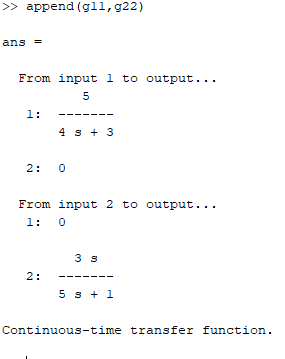 >> append(g11,g22)
ans =
From input 1 to output...
5
1: -------
4 s + 3
2: 0
From input 2 to output...
1: 0
3 s
2: -------
5 s + 1
Continuous-time transfer function.